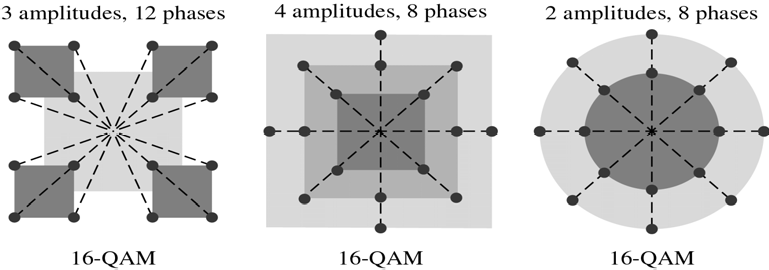 3 amplitudes, 12 phases
4 amplitudes, 8 phases
2 amplitudes, 8 phases
16-QAM
16-QAM
16-QAM